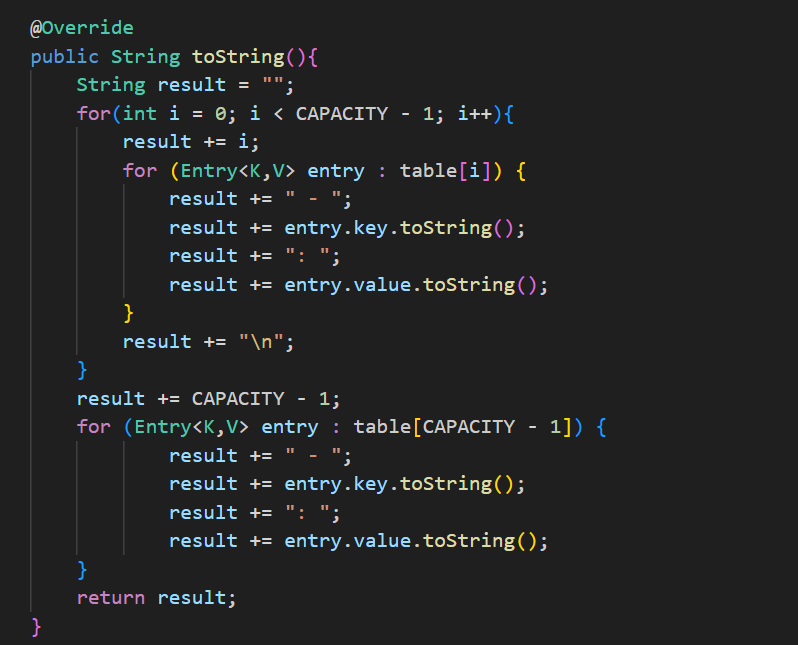 @Override
public String toString(){
    String result = "";
    for(int i = 0; i < CAPACITY - 1; i++){
        result += i;
        for (Entry<K,V> entry : table[i]) {
            result += " - ";
            result += entry.key.toString();
            result += ": ";
            result += entry.value.toString();
        }
        result += "\n";
    }
    result += CAPACITY - 1;
    for (Entry<K,V> entry : table[CAPACITY - 1]) {
            result += " - ";
            result += entry.key.toString();
            result += ": ";
            result += entry.value.toString();
    }
    return result;
}